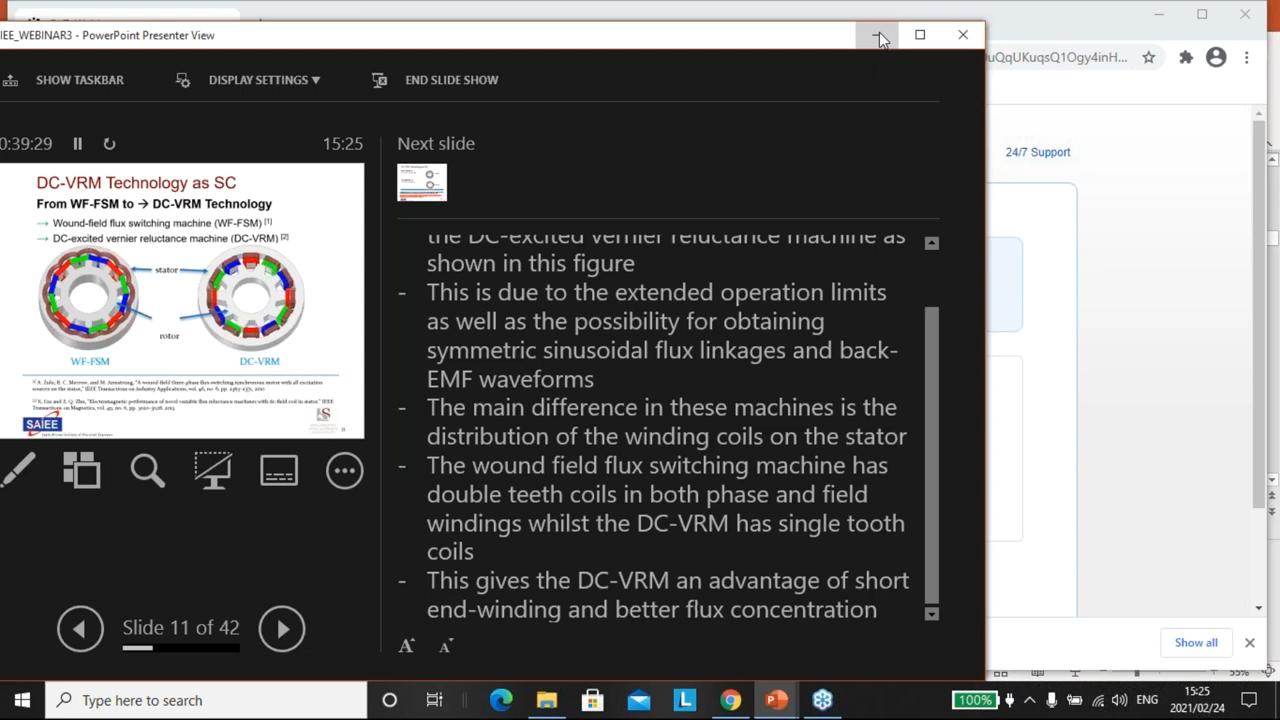 IEE_WEBINAR3 - PowerPoint Presenter View
uQqUKuqsQ1Ogy4inH...
SHOW TASKBAR
DISPLAY SETTINGS ▼
END SLIDE SHOW
0:39:29
15:25
Next slide
24/7 Support
DC-VRM Technology as SC
From WF-FSM to → DC-VRM Technology
→ Wound-field flux switching machine (WF-FSM) [1]
→ DC-excited vernier reluctance machine (DC-VRM) [2]
stator
rotor
WF-FSM
DC-VRM
SAIEE
11
the DC-excited vernier reluctance machine as
shown in this figure
- This is due to the extended operation limits
as well as the possibility for obtaining
symmetric sinusoidal flux linkages and back-
EMF waveforms
- The main difference in these machines is the
distribution of the winding coils on the stator
- The wound field flux switching machine has
double teeth coils in both phase and field
windings whilst the DC-VRM has single tooth
coils
- This gives the DC-VRM an advantage of short
end-winding and better flux concentration
Slide 11 of 42
A A
Show all
55%
Type here to search
100%
ENG
15:25
2021/02/24